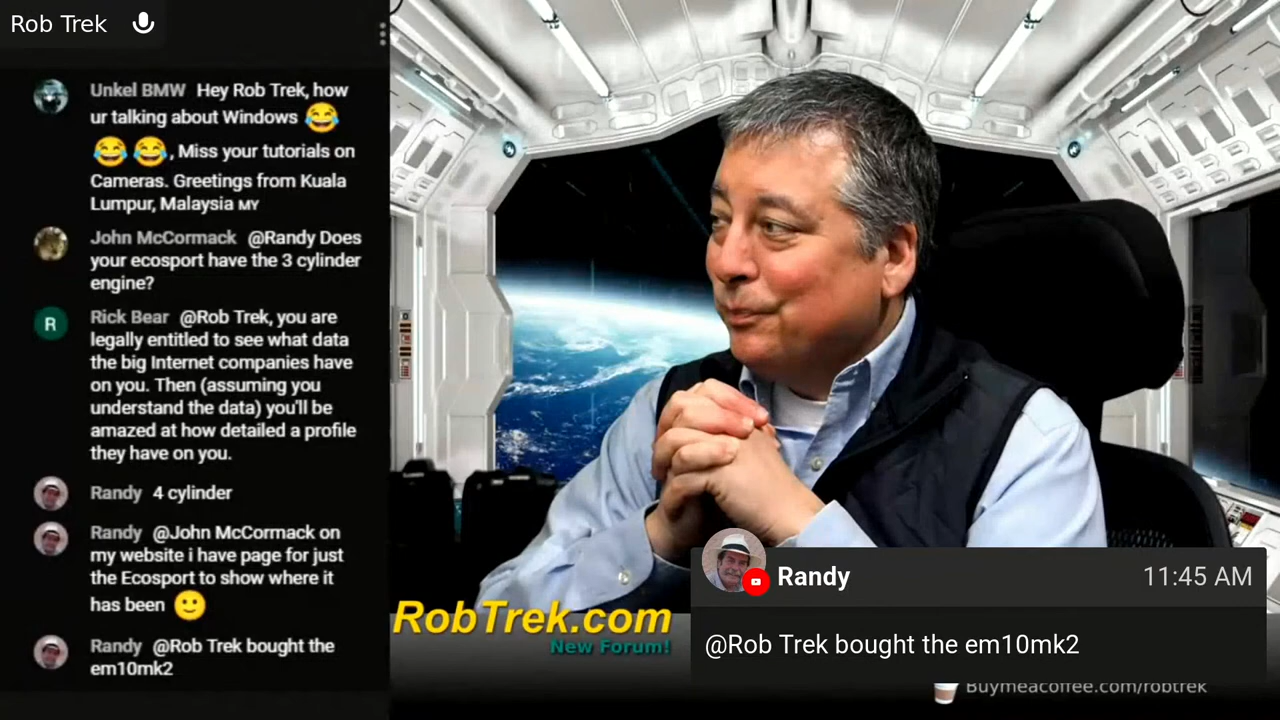 Rob Trek
Unkel BMW Hey Rob Trek, how
ur talking about Windows 😂
😂😂, Miss your tutorials on
Cameras. Greetings from Kuala
Lumpur, Malaysia MY
John McCormack @Randy Does
your ecosport have the 3 cylinder
engine?
R
Rick Bear @Rob Trek, you are
legally entitled to see what data
the big Internet companies have
on you. Then (assuming you
understand the data) you'll be
amazed at how detailed a profile
they have on you.
Randy 4 cylinder
Randy @John McCormack on
my website i have page for just
the Ecosport to show where it
has been 🙂
Randy @Rob Trek bought the
em10mk2
RobTrek.com
New Forum!
Randy 11:45 AM
@Rob Trek bought the em10mk2
Buymeacoffee.com/robtrek